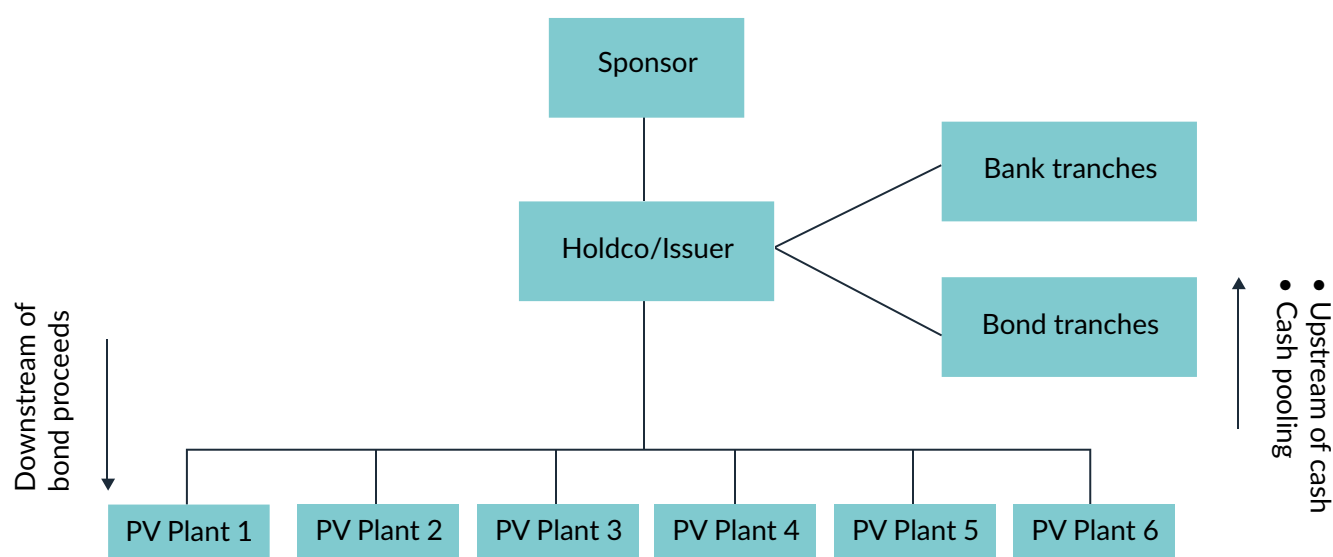 Sponsor
Bank tranches
Holdco/Issuer
Bond tranches
Downstream of
bond proceeds
• Upstream of cash
• Cash pooling
PV Plant 1
PV Plant 2
PV Plant 3
PV Plant 4
PV Plant 5
PV Plant 6